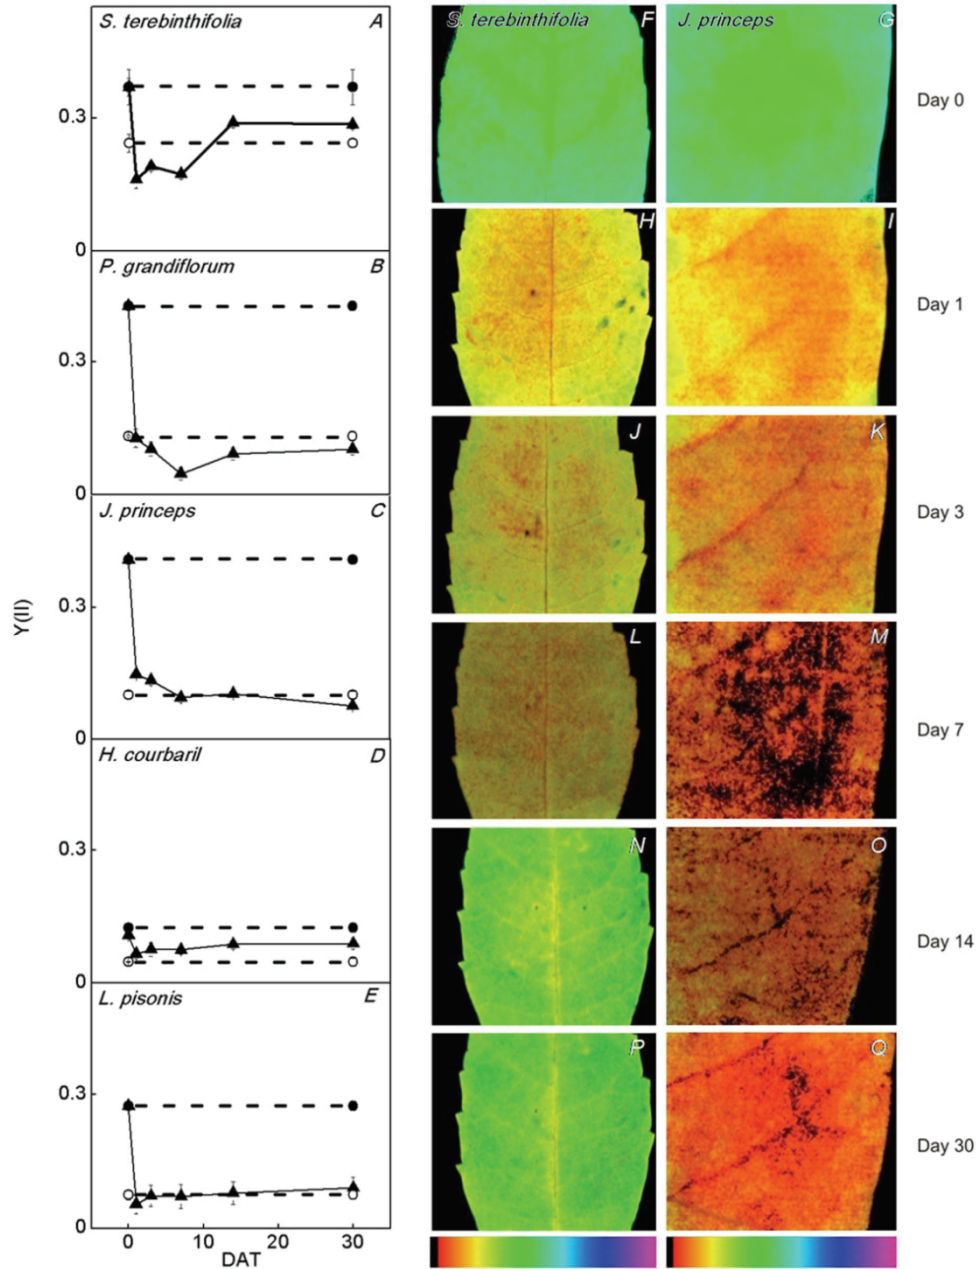 S. terebinthifolia A
0.3
0
P. grandiflorum B
0.3
0
J. princeps C
0.3
0
H. courbaril D
0.3
0
L. pisonis E
0.3
0
0 10 20 30
DAT
Y(II)
S. terebinthifolia F
J. princeps G
Day 0
H
I
Day 1
J
K
Day 3
L
M
Day 7
N
O
Day 14
P
Q
Day 30